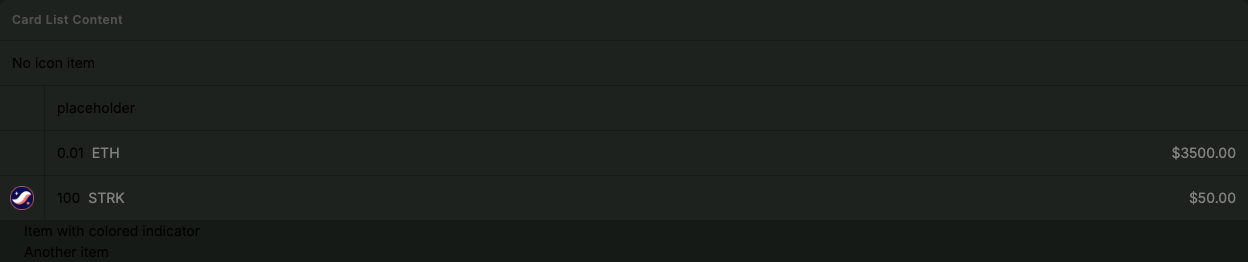 Card List Content
No icon item
placeholder
0.01 ETH $3500.00
100 STRK $50.00
Item with colored indicator
Another item